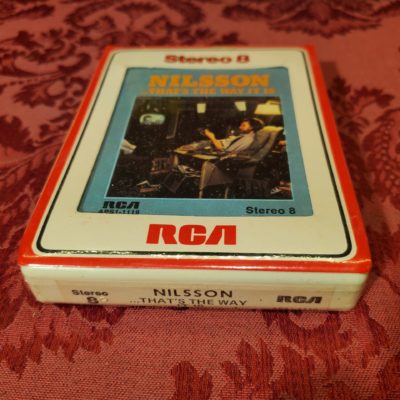 Stereo 8
NILSSON
...THAT'S THE WAY IT IS
RCA
Stereo 8
RCA
Stereo
8
NILSSON
...THAT'S THE WAY
RCA